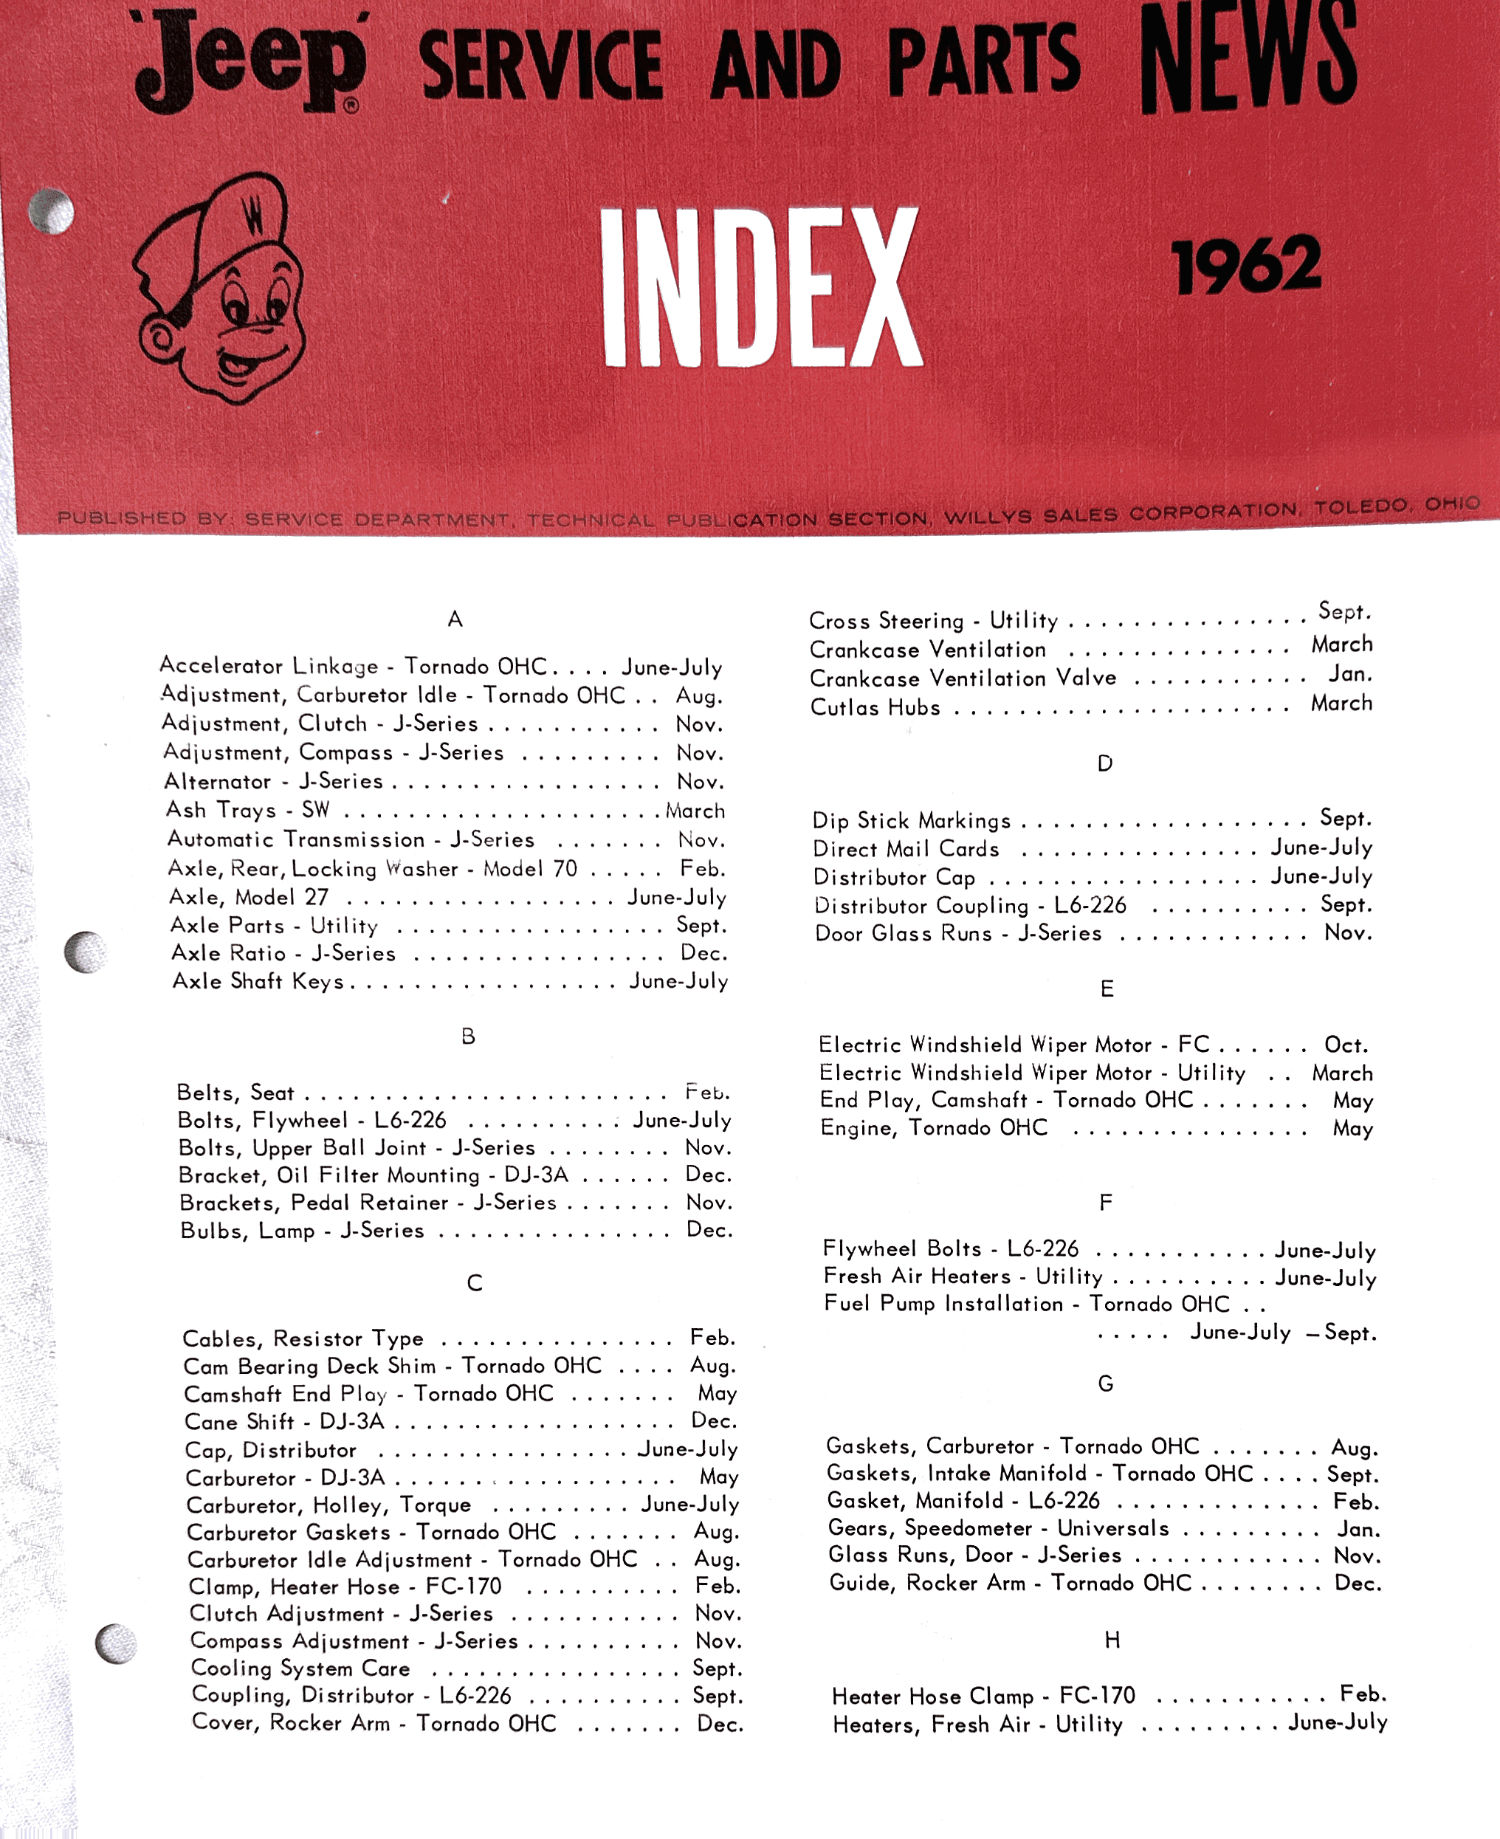 'Jeep'® SERVICE AND PARTS NEWS
W
INDEX
1962
PUBLISHED BY: SERVICE DEPARTMENT, TECHNICAL PUBLICATION SECTION, WILLYS SALES CORPORATION, TOLEDO, OHIO
A
Accelerator Linkage - Tornado OHC. . . . June-July
Adjustment, Carburetor Idle - Tornado OHC . . Aug.
Adjustment, Clutch - J-Series . . . . . . . . . . . Nov.
Adjustment, Compass - J-Series . . . . . . . . . Nov.
Alternator - J-Series . . . . . . . . . . . . . . . . . Nov.
Ash Trays - SW . . . . . . . . . . . . . . . . . . . . March
Automatic Transmission - J-Series . . . . . . . Nov.
Axle, Rear, Locking Washer - Model 70 . . . . . Feb.
Axle, Model 27 . . . . . . . . . . . . . . . . . June-July
Axle Parts - Utility . . . . . . . . . . . . . . . . . Sept.
Axle Ratio - J-Series . . . . . . . . . . . . . . . . Dec.
Axle Shaft Keys. . . . . . . . . . . . . . . . . June-July
B
Belts, Seat . . . . . . . . . . . . . . . . . . . . . . . Feb.
Bolts, Flywheel - L6-226 . . . . . . . . . . June-July
Bolts, Upper Ball Joint - J-Series . . . . . . . . Nov.
Bracket, Oil Filter Mounting - DJ-3A . . . . . . Dec.
Brackets, Pedal Retainer - J-Series . . . . . . . Nov.
Bulbs, Lamp - J-Series . . . . . . . . . . . . . . . Dec.
C
Cables, Resistor Type . . . . . . . . . . . . . . . Feb.
Cam Bearing Deck Shim - Tornado OHC . . . . Aug.
Camshaft End Play - Tornado OHC . . . . . . . May
Cane Shift - DJ-3A . . . . . . . . . . . . . . . . . . Dec.
Cap, Distributor . . . . . . . . . . . . . . . . June-July
Carburetor - DJ-3A . . . . . . . . . . . . . . . . . . May
Carburetor, Holley, Torque . . . . . . . . . June-July
Carburetor Gaskets - Tornado OHC . . . . . . . Aug.
Carburetor Idle Adjustment - Tornado OHC . . Aug.
Clamp, Heater Hose - FC-170 . . . . . . . . . . Feb.
Clutch Adjustment - J-Series . . . . . . . . . . . Nov.
Compass Adjustment - J-Series . . . . . . . . . . Nov.
Cooling System Care . . . . . . . . . . . . . . . . Sept.
Coupling, Distributor - L6-226 . . . . . . . . . . Sept.
Cover, Rocker Arm - Tornado OHC . . . . . . . Dec.
Cross Steering - Utility . . . . . . . . . . . . . . . Sept.
Crankcase Ventilation . . . . . . . . . . . . . . March
Crankcase Ventilation Valve . . . . . . . . . . . Jan.
Cutlas Hubs . . . . . . . . . . . . . . . . . . . . . March
D
Dip Stick Markings . . . . . . . . . . . . . . . . . . Sept.
Direct Mail Cards . . . . . . . . . . . . . . . June-July
Distributor Cap . . . . . . . . . . . . . . . . . June-July
Distributor Coupling - L6-226 . . . . . . . . . . Sept.
Door Glass Runs - J-Series . . . . . . . . . . . . Nov.
E
Electric Windshield Wiper Motor - FC . . . . . . Oct.
Electric Windshield Wiper Motor - Utility . . March
End Play, Camshaft - Tornado OHC . . . . . . . May
Engine, Tornado OHC . . . . . . . . . . . . . . . May
F
Flywheel Bolts - L6-226 . . . . . . . . . . . June-July
Fresh Air Heaters - Utility . . . . . . . . . . June-July
Fuel Pump Installation - Tornado OHC . .
. . . . . June-July – Sept.
G
Gaskets, Carburetor - Tornado OHC . . . . . . . Aug.
Gaskets, Intake Manifold - Tornado OHC . . . . Sept.
Gasket, Manifold - L6-226 . . . . . . . . . . . . . Feb.
Gears, Speedometer - Universals . . . . . . . . . Jan.
Glass Runs, Door - J-Series . . . . . . . . . . . . Nov.
Guide, Rocker Arm - Tornado OHC . . . . . . . . Dec.
H
Heater Hose Clamp - FC-170 . . . . . . . . . . . Feb.
Heaters, Fresh Air - Utility . . . . . . . . . June-July